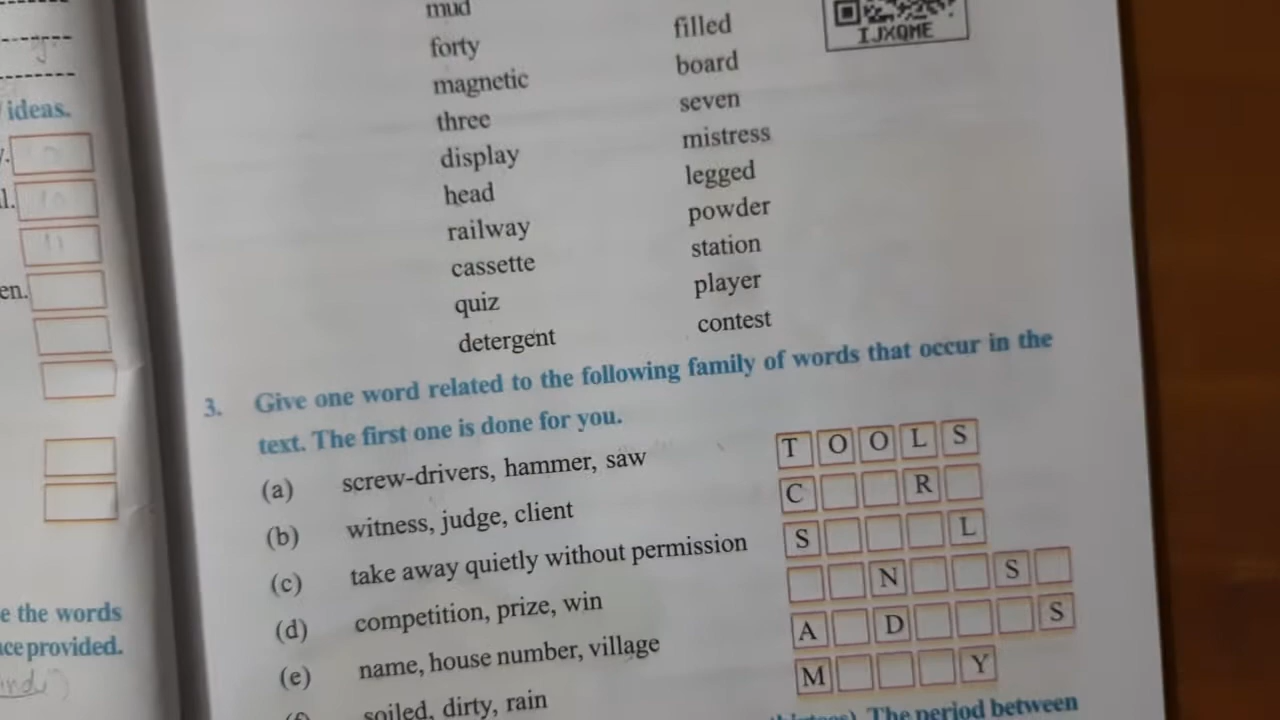 ideas.
en.
e the words
ace provided.
mud
forty
magnetic
three
display
head
railway
cassette
quiz
detergent
filled
board
seven
mistress
legged
powder
station
player
contest
IJXQME
3. Give one word related to the following family of words that occur in the
text. The first one is done for you.
(a) screw-drivers, hammer, saw T O O L S
(b) witness, judge, client C R
(c) take away quietly without permission S L
(d) competition, prize, win N S
(e) name, house number, village A D S
soiled, dirty, rain M Y
The period between